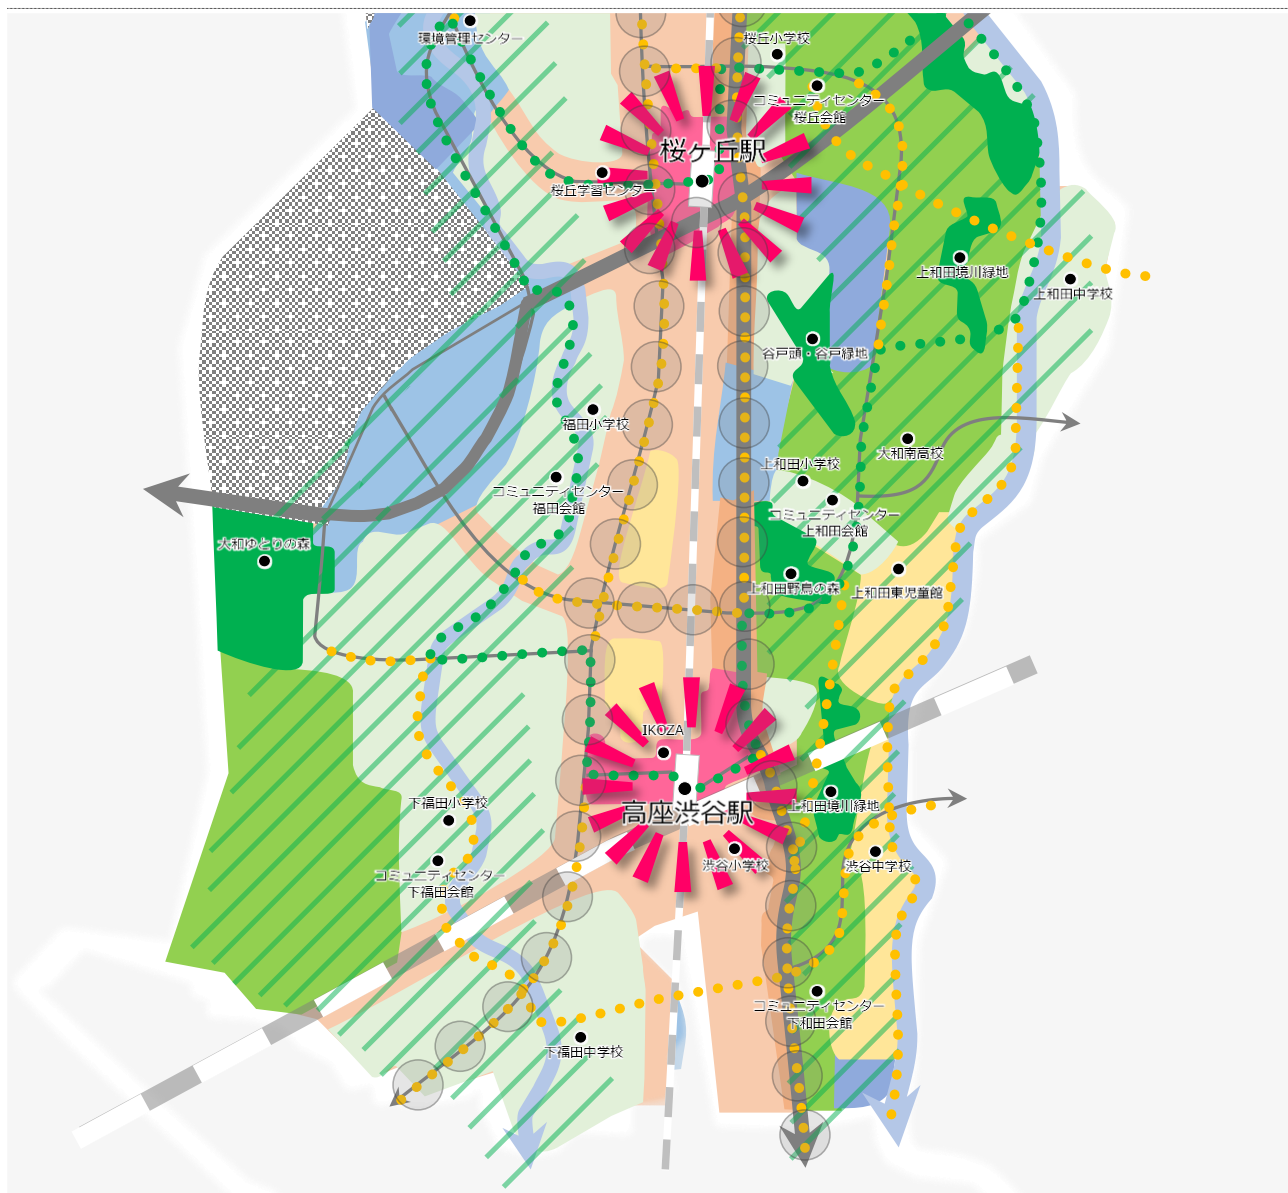 環境管理センター
桜丘小学校
コミュニティセンター
桜丘会館
桜ヶ丘駅
桜丘学習センター
上和田境川緑地
上和田中学校
谷戸頭・谷戸緑地
福田小学校
大和南高校
上和田小学校
コミュニティセンター
福田会館
コミュニティセンター
上和田会館
大和ゆとりの森
上和田野鳥の森
上和田東児童館
IKOZA
高座渋谷駅
下福田小学校
上和田境川緑地
渋谷小学校
渋谷中学校
コミュニティセンター
下福田会館
コミュニティセンター
下和田会館
下福田中学校